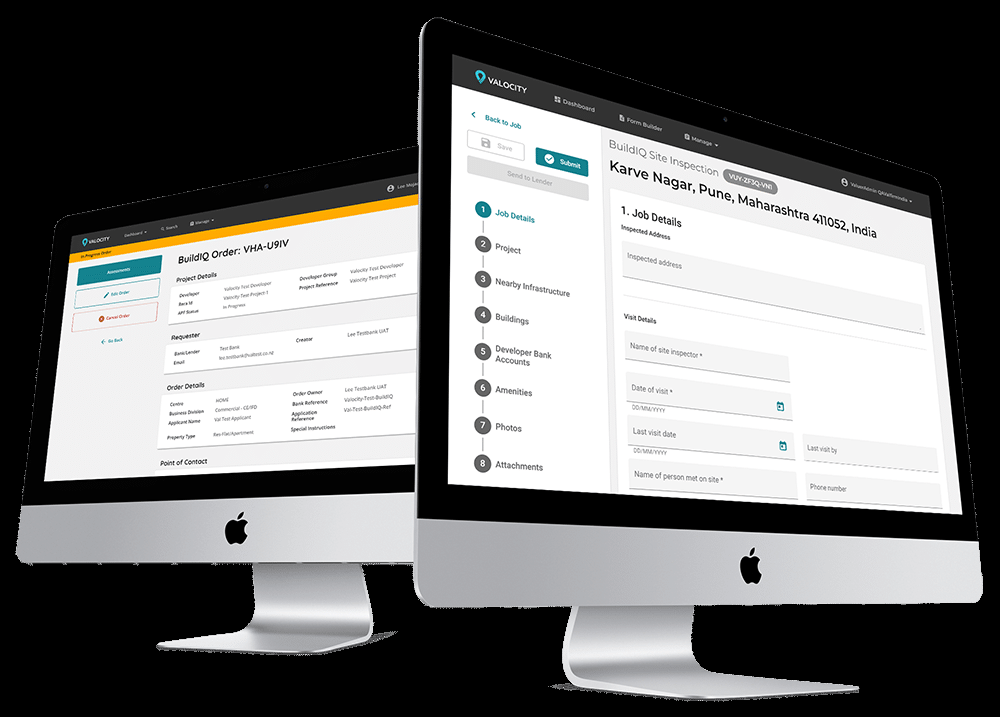 VALOCITY
Dashboard
Search
Manage
In Progress Order
Assessments
Edit Order
Cancel Order
Go Back
BuildIQ Order: VHA-U9IV
Project Details
Developer Valocity Test Developer Developer Group Valocity Test Developer
Rera Id Valocity Test Project 1 Project Reference Valocity Test Project
APF Status In Progress
Requester
Bank/Lender Test Bank Creator Lee Testbank UAT
Email lee.testbank@uattest.co.nz
Order Details
Centre HOME Order Owner Lee Testbank UAT
Business Division Commercial - CE/IFD Bank Reference Valocity-Test-BuildIQ
Applicant Name Val Test Applicant Application Reference Val-Test-BuildIQ-Ref
Property Type Res Flat/Apartment Special Instructions
Point of Contact
VALOCITY
Dashboard
Form Builder
Manage
Back to Job
Save
Submit
Send to Lender
1 Job Details
2 Project
3 Nearby Infrastructure
4 Buildings
5 Developer Bank
Accounts
6 Amenities
7 Photos
8 Attachments
BuildIQ Site Inspection VUY-ZF3Q-VN1
Karve Nagar, Pune, Maharashtra 411052, India
1. Job Details
Inspected Address
Inspected address
Visit Details
Name of site inspector *
Date of visit *
DD/MM/YYYY
Last visit date
DD/MM/YYYY
Last visit by
Name of person met on site *
Phone number